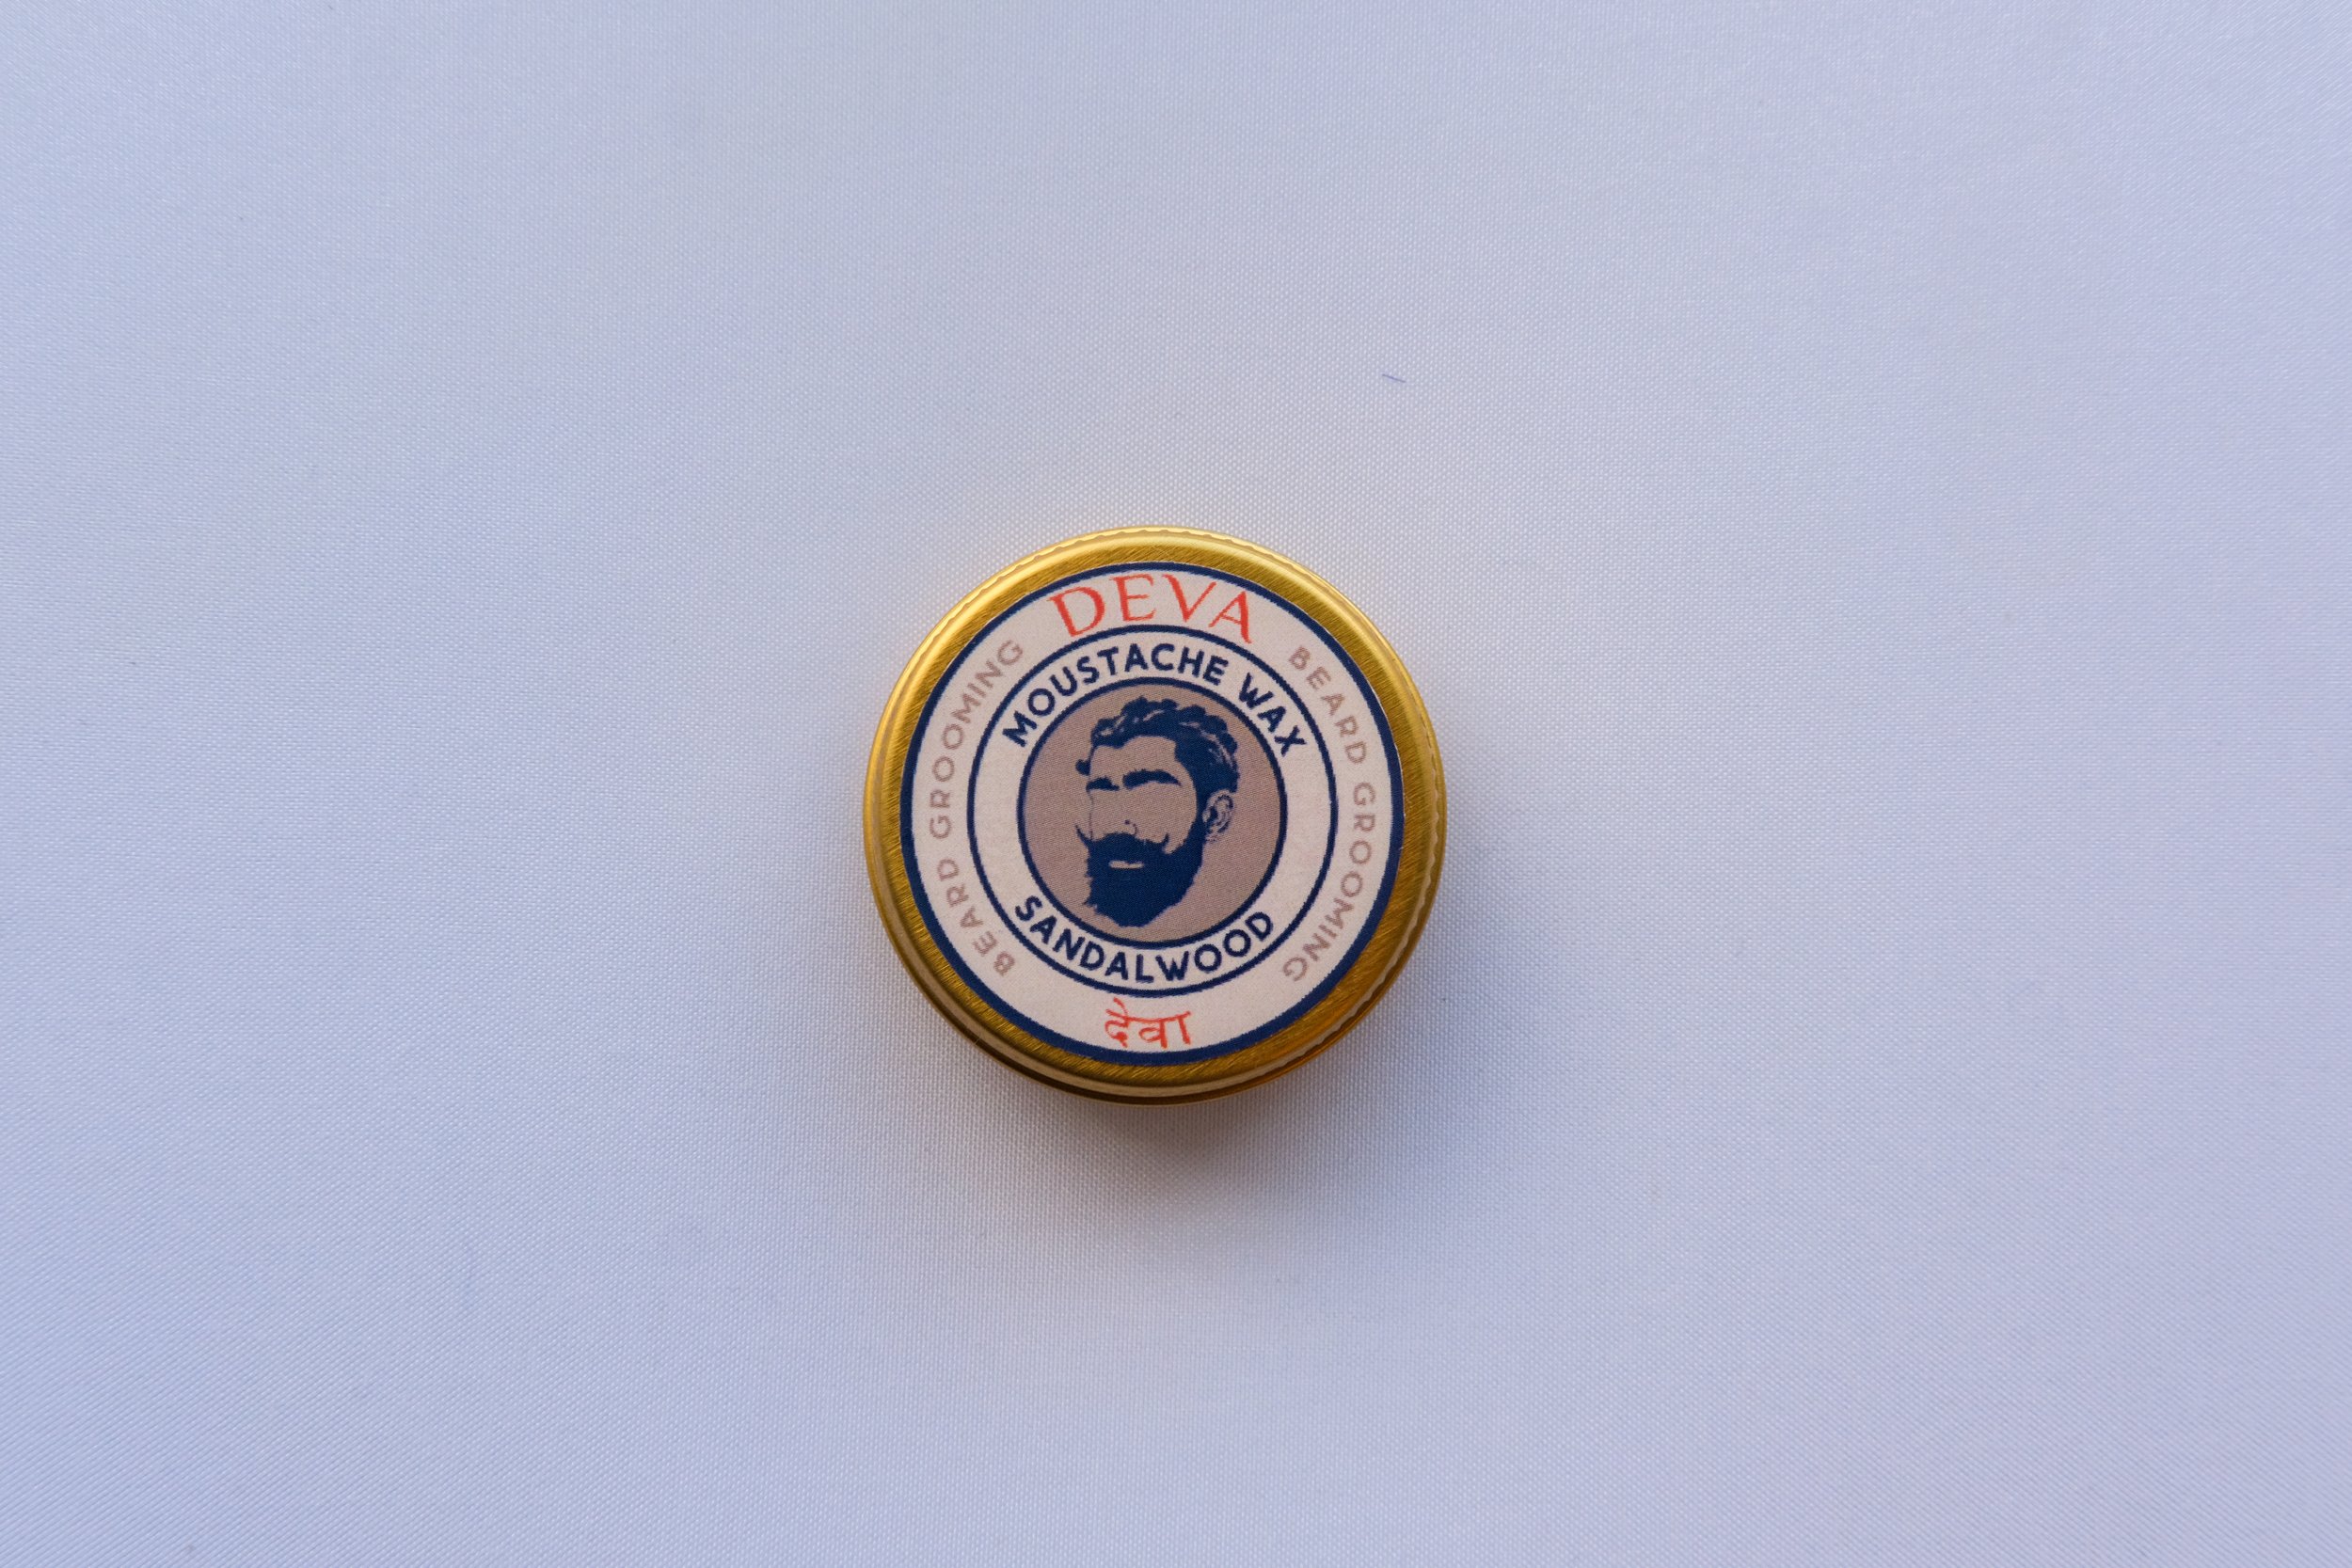 DEVA
BEARD GROOMING
BEARD GROOMING
MOUSTACHE WAX
SANDALWOOD
देवा